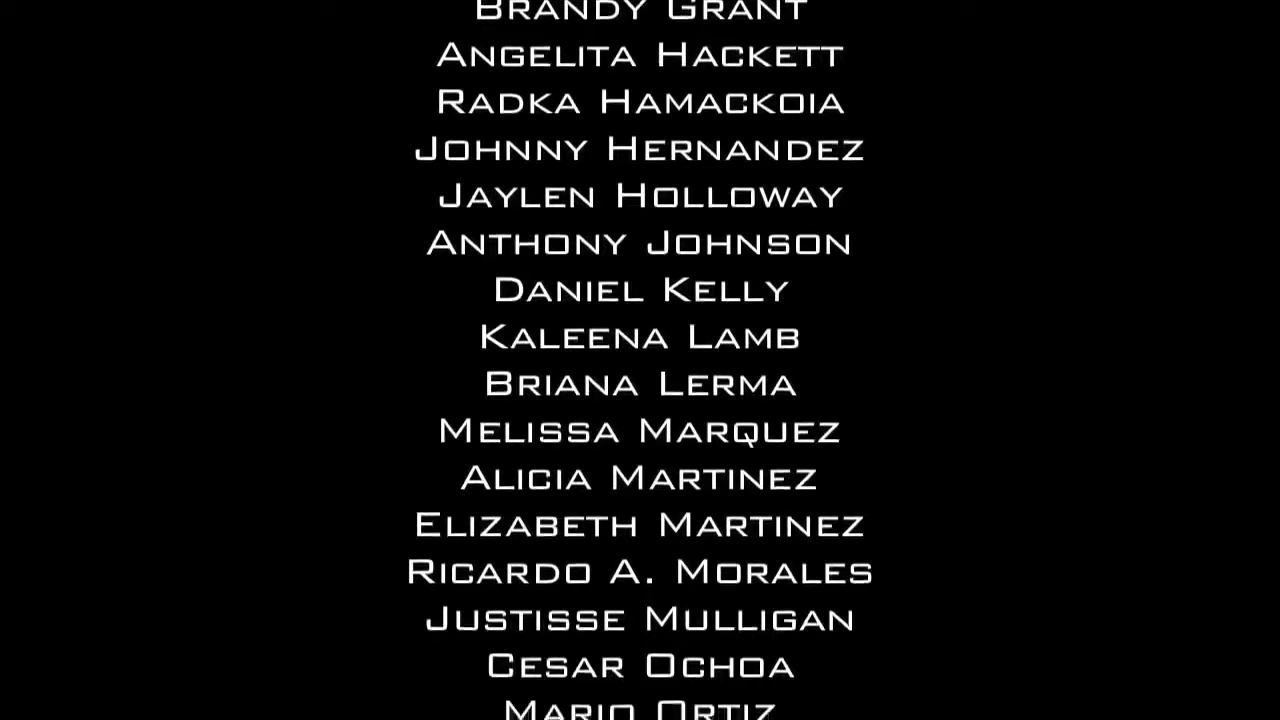 BRANDY GRANT
ANGELITA HACKETT
RADKA HAMACKOIA
JOHNNY HERNANDEZ
JAYLEN HOLLOWAY
ANTHONY JOHNSON
DANIEL KELLY
KALEENA LAMB
BRIANA LERMA
MELISSA MARQUEZ
ALICIA MARTINEZ
ELIZABETH MARTINEZ
RICARDO A. MORALES
JUSTISSE MULLIGAN
CESAR OCHOA
MARIO ORTIZ